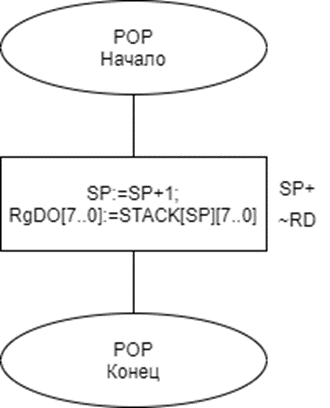 POP
Начало
SP:=SP+1;
RgDO[7..0]:=STACK[SP][7..0]
SP+
~RD
POP
Конец